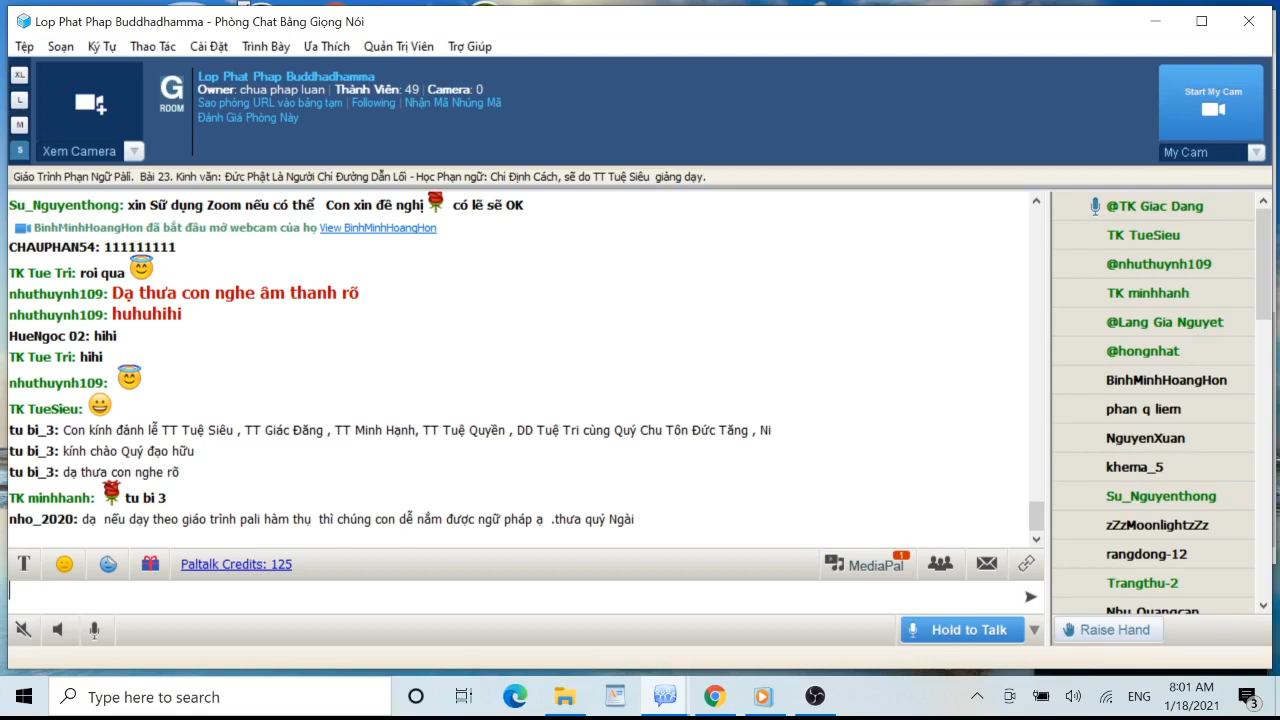 Lop Phat Phap Buddhadhamma - Phòng Chat Bằng Giọng Nói
Tệp Soạn Ký Tự Thao Tác Cài Đặt Trình Bày Ưa Thích Quản Trị Viên Trợ Giúp
XL
L
M
S
Xem Camera
G
ROOM
Lop Phat Phap Buddhadhamma
Owner: chua phap luan | Thành Viên: 49 | Camera: 0
Sao phòng URL vào bảng tạm | Following | Nhận Mã Nhúng Mã
Đánh Giá Phòng Này
Start My Cam
My Cam
Giáo Trình Phạn Ngữ Pàli. Bài 23. Kinh văn: Đức Phật Là Người Chỉ Đường Dẫn Lối - Học Phạn ngữ: Chỉ Định Cách, sẽ do TT Tuệ Siêu giảng dạy.
Su_Nguyenthong: xin Sử dụng Zoom nếu có thể Con xin đề nghị có lẽ sẽ OK
BinhMinhHoangHon đã bắt đầu mở webcam của họ View BinhMinhHoangHon
CHAUPHAN54: 111111111
TK Tue Tri: roi qua
nhuthuynh109: Dạ thưa con nghe âm thanh rõ
nhuthuynh109: huhuhihi
HueNgoc 02: hihi
TK Tue Tri: hihi
nhuthuynh109:
TK TueSieu:
tu bi_3: Con kính đảnh lễ TT Tuệ Siêu , TT Giác Đăng , TT Minh Hạnh, TT Tuệ Quyền , DD Tuệ Tri cùng Quý Chu Tôn Đức Tăng , Ni
tu bi_3: kính chào Quý đạo hữu
tu bi_3: dạ thưa con nghe rõ
TK minhhanh: tu bi 3
nho_2020: dạ nếu dạy theo giáo trình pali hàm thụ thì chúng con dễ nắm được ngữ pháp ạ .thưa quý Ngài
@TK Giac Dang
TK TueSieu
@nhuthuynh109
TK minhhanh
@Lang Gia Nguyet
@hongnhat
BinhMinhHoangHon
phan q liem
NguyenXuan
khema_5
Su_Nguyenthong
zZzMoonlightzZz
rangdong-12
Trangthu-2
Nhu Quangcan
T Paltalk Credits: 125 MediaPal 1
Hold to Talk
Raise Hand
Type here to search
ENG
8:01 AM
1/18/2021
3